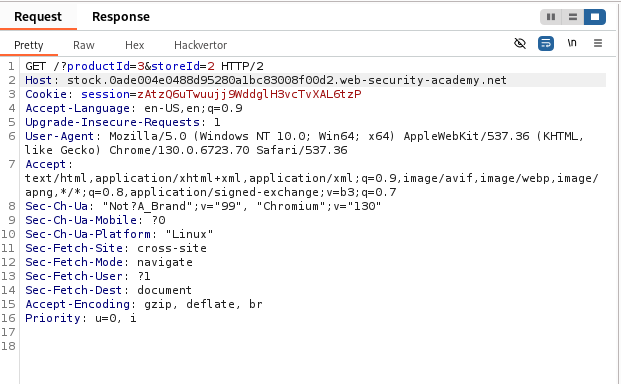 Request Response
Pretty Raw Hex Hackvertor \n
1 GET /?productId=3&storeId=2 HTTP/2
2 Host: stock.0ade004e0488d95280a1bc83008f00d2.web-security-academy.net
3 Cookie: session=zAtzQ6uTwuujj9WddglH3vcTvXAL6tzP
4 Accept-Language: en-US,en;q=0.9
5 Upgrade-Insecure-Requests: 1
6 User-Agent: Mozilla/5.0 (Windows NT 10.0; Win64; x64) AppleWebKit/537.36 (KHTML,
like Gecko) Chrome/130.0.6723.70 Safari/537.36
7 Accept:
text/html,application/xhtml+xml,application/xml;q=0.9,image/avif,image/webp,image/
apng,*/*;q=0.8,application/signed-exchange;v=b3;q=0.7
8 Sec-Ch-Ua: "Not?A_Brand";v="99", "Chromium";v="130"
9 Sec-Ch-Ua-Mobile: ?0
10 Sec-Ch-Ua-Platform: "Linux"
11 Sec-Fetch-Site: cross-site
12 Sec-Fetch-Mode: navigate
13 Sec-Fetch-User: ?1
14 Sec-Fetch-Dest: document
15 Accept-Encoding: gzip, deflate, br
16 Priority: u=0, i
17
18